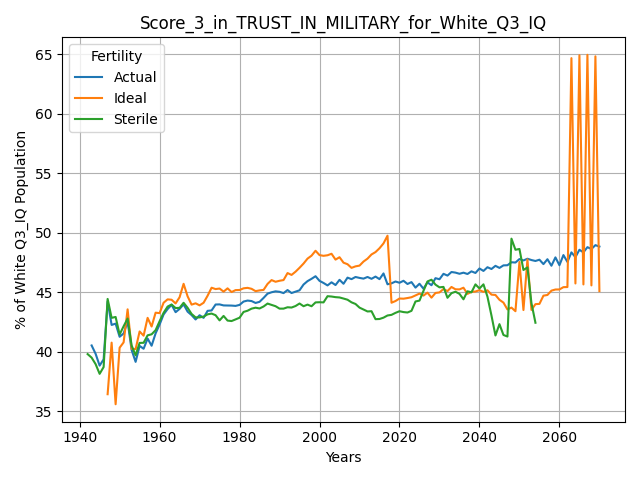 Score_3_in_TRUST_IN_MILITARY_for_White_Q3_IQ
Fertility
Actual
Ideal
Sterile
% of White Q3_IQ Population
65
60
55
50
45
40
35
1940 1960 1980 2000 2020 2040 2060
Years